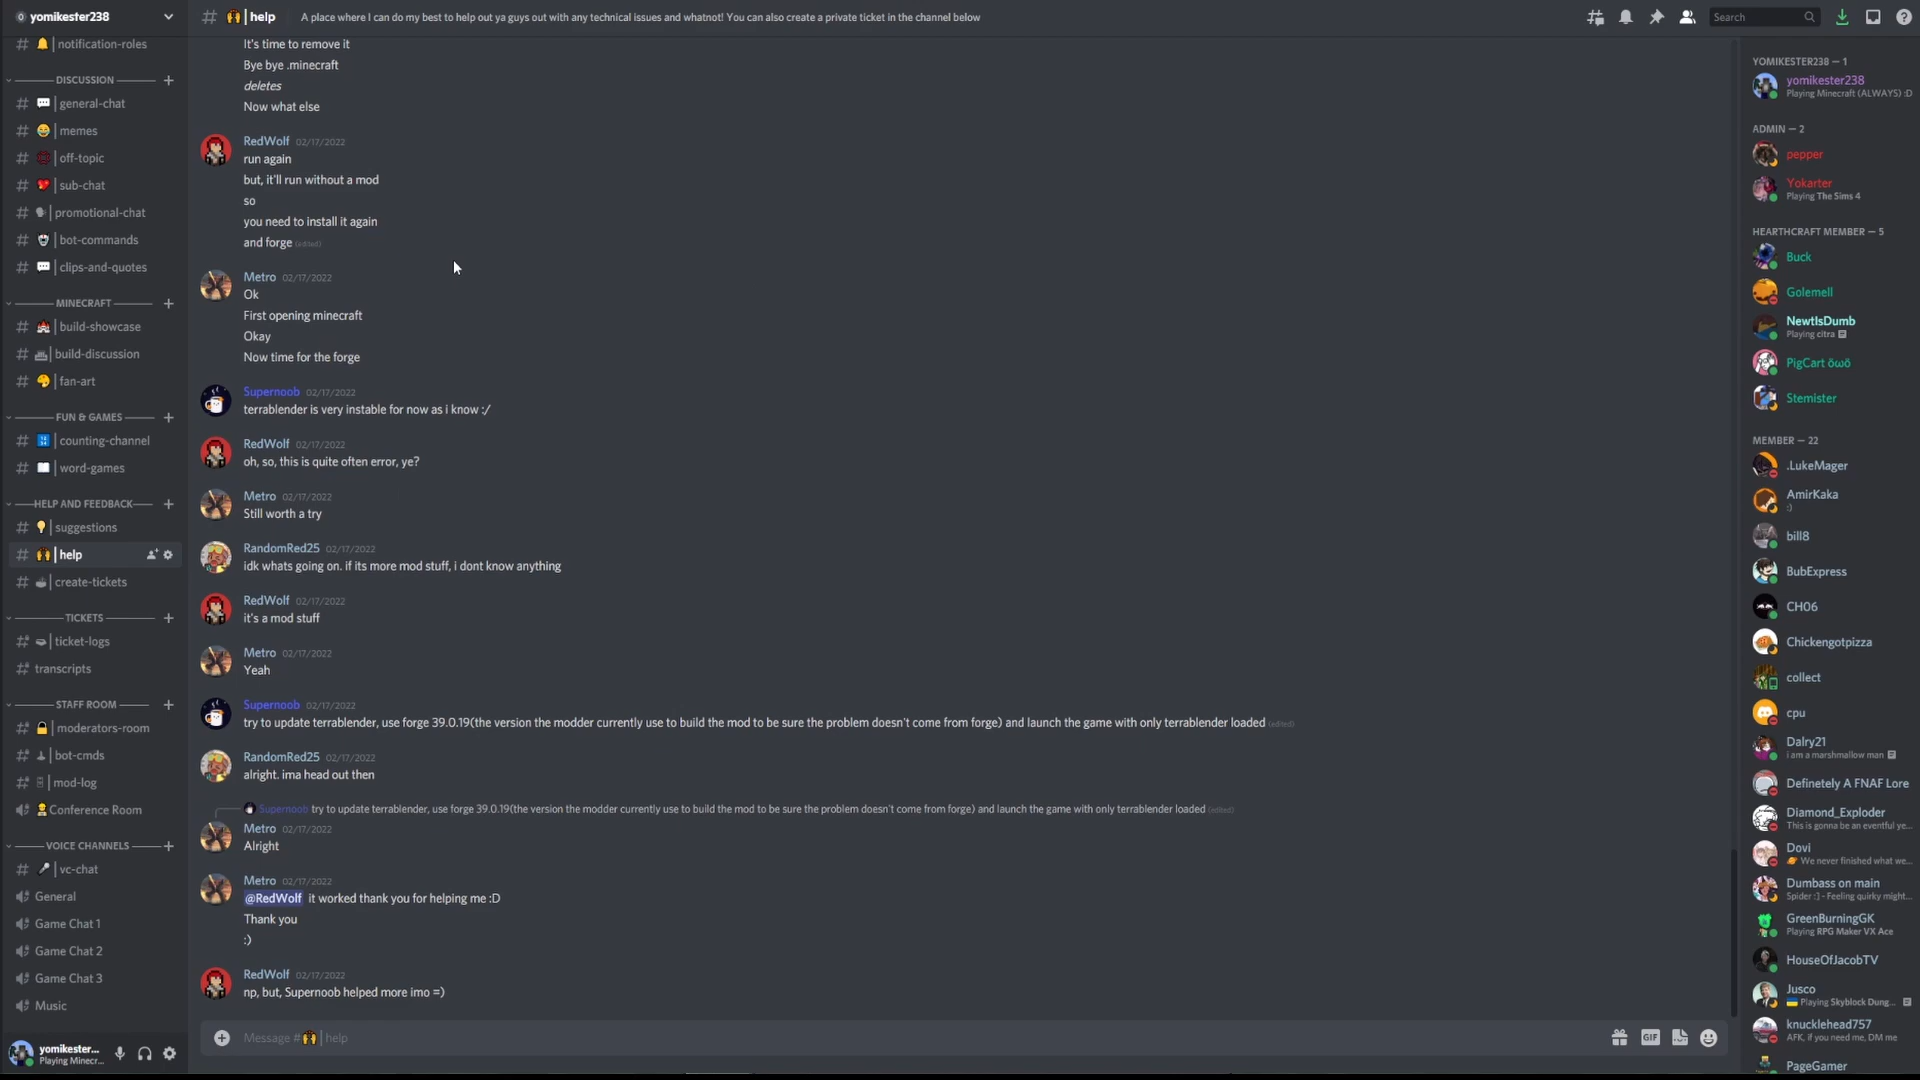 yomikester238
notification-roles
DISCUSSION
general-chat
memes
off-topic
sub-chat
promotional-chat
bot-commands
clips-and-quotes
MINECRAFT
build-showcase
build-discussion
fan-art
FUN & GAMES
counting-channel
word-games
HELP AND FEEDBACK
suggestions
help
create-tickets
TICKETS
ticket-logs
transcripts
STAFF ROOM
moderators-room
bot-cmds
mod-log
Conference Room
VOICE CHANNELS
vc-chat
General
Game Chat 1
Game Chat 2
Game Chat 3
Music
yomikester...
Playing Minecr...
help A place where I can do my best to help out ya guys out with any technical issues and whatnot! You can also create a private ticket in the channel below
Search
It's time to remove it
Bye bye .minecraft
deletes
Now what else
RedWolf 02/17/2022
run again
but, it'll run without a mod
so
you need to install it again
and forge (edited)
Metro 02/17/2022
Ok
First opening minecraft
Okay
Now time for the forge
Supernoob 02/17/2022
terrablender is very instable for now as i know :/
RedWolf 02/17/2022
oh, so, this is quite often error, ye?
Metro 02/17/2022
Still worth a try
RandomRed25 02/17/2022
idk whats going on. if its more mod stuff, i dont know anything
RedWolf 02/17/2022
it's a mod stuff
Metro 02/17/2022
Yeah
Supernoob 02/17/2022
try to update terrablender, use forge 39.0.19(the version the modder currently use to build the mod to be sure the problem doesn't come from forge) and launch the game with only terrablender loaded (edited)
RandomRed25 02/17/2022
alright. ima head out then
Supernoob try to update terrablender, use forge 39.0.19(the version the modder currently use to build the mod to be sure the problem doesn't come from forge) and launch the game with only terrablender loaded (edited)
Metro 02/17/2022
Alright
Metro 02/17/2022
@RedWolf it worked thank you for helping me :D
Thank you
:)
RedWolf 02/17/2022
np, but, Supernoob helped more imo =)
Message # help
GIF
YOMIKESTER238 — 1
yomikester238
Playing Minecraft (ALWAYS) :D
ADMIN — 2
pepper
Yokarter
Playing The Sims 4
HEARTHCRAFT MEMBER — 5
Buck
Golemell
NewtIsDumb
Playing citra
PigCart öωö
Stemister
MEMBER — 22
.LukeMager
AmirKaka
:)
bill8
BubExpress
CH06
Chickengotpizza
collect
cpu
Dalry21
i am a marshmallow man
Definetely A FNAF Lore
Diamond_Exploder
This is gonna be an eventful ye...
Dovi
We never finished what we...
Dumbass on main
Spider :] - Feeling quirky might...
GreenBurningGK
Playing RPG Maker VX Ace
HouseOfJacobTV
Jusco
Playing Skyblock Dung...
knucklehead757
AFK, if you need me, DM me
PageGamer